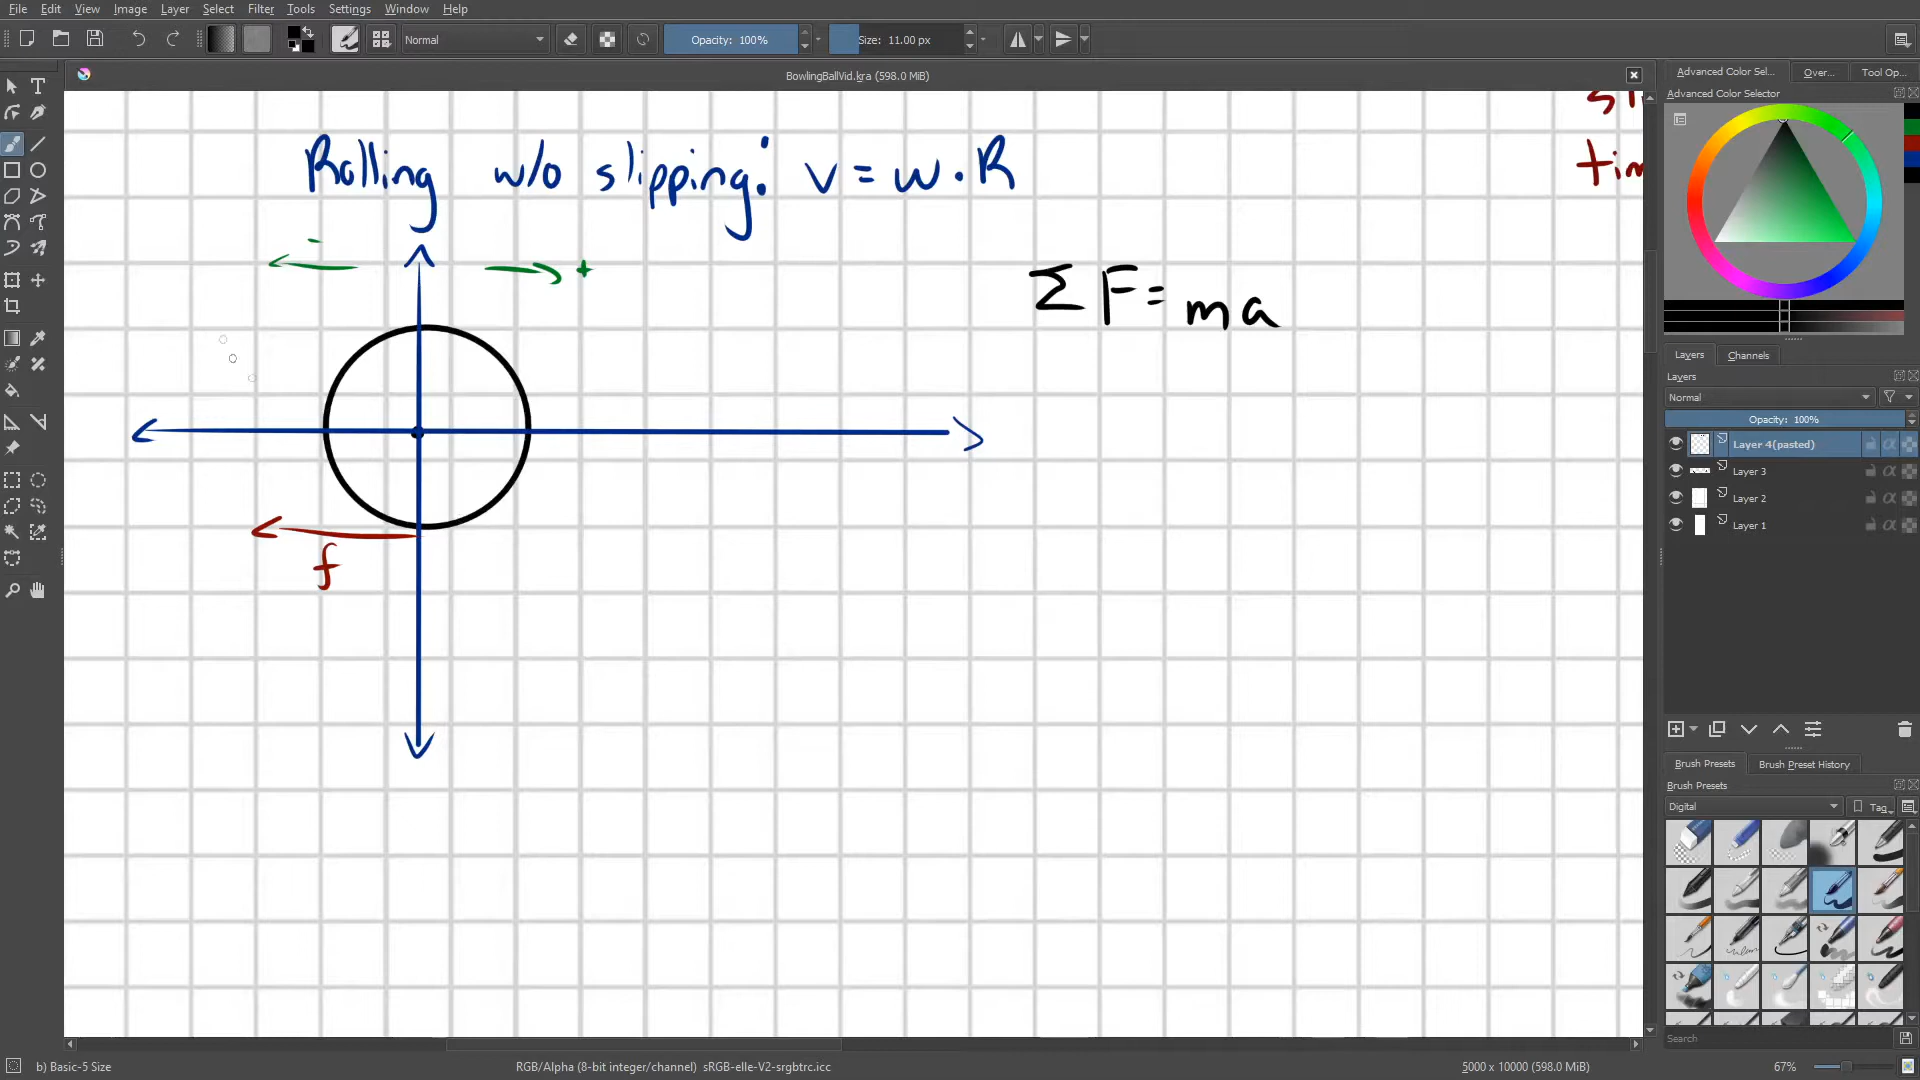 File Edit View Image Layer Select Filter Tools Settings Window Help
Normal Opacity: 100% Size: 11.00 px
BowlingBallVid.kra (598.0 MiB)
Advanced Color Sel... Over... Tool Op...
Advanced Color Selector
Rolling w/o slipping: v = w . R
- +
Σ F = ma
f
Layers Channels
Layers
Normal
Opacity: 100%
Layer 4(pasted)
Layer 3
Layer 2
Layer 1
Brush Presets Brush Preset History
Brush Presets
Digital Tag
Search
b) Basic-5 Size RGB/Alpha (8-bit integer/channel) sRGB-elle-V2-srgbtrc.icc 5000 x 10000 (598.0 MiB) 67%